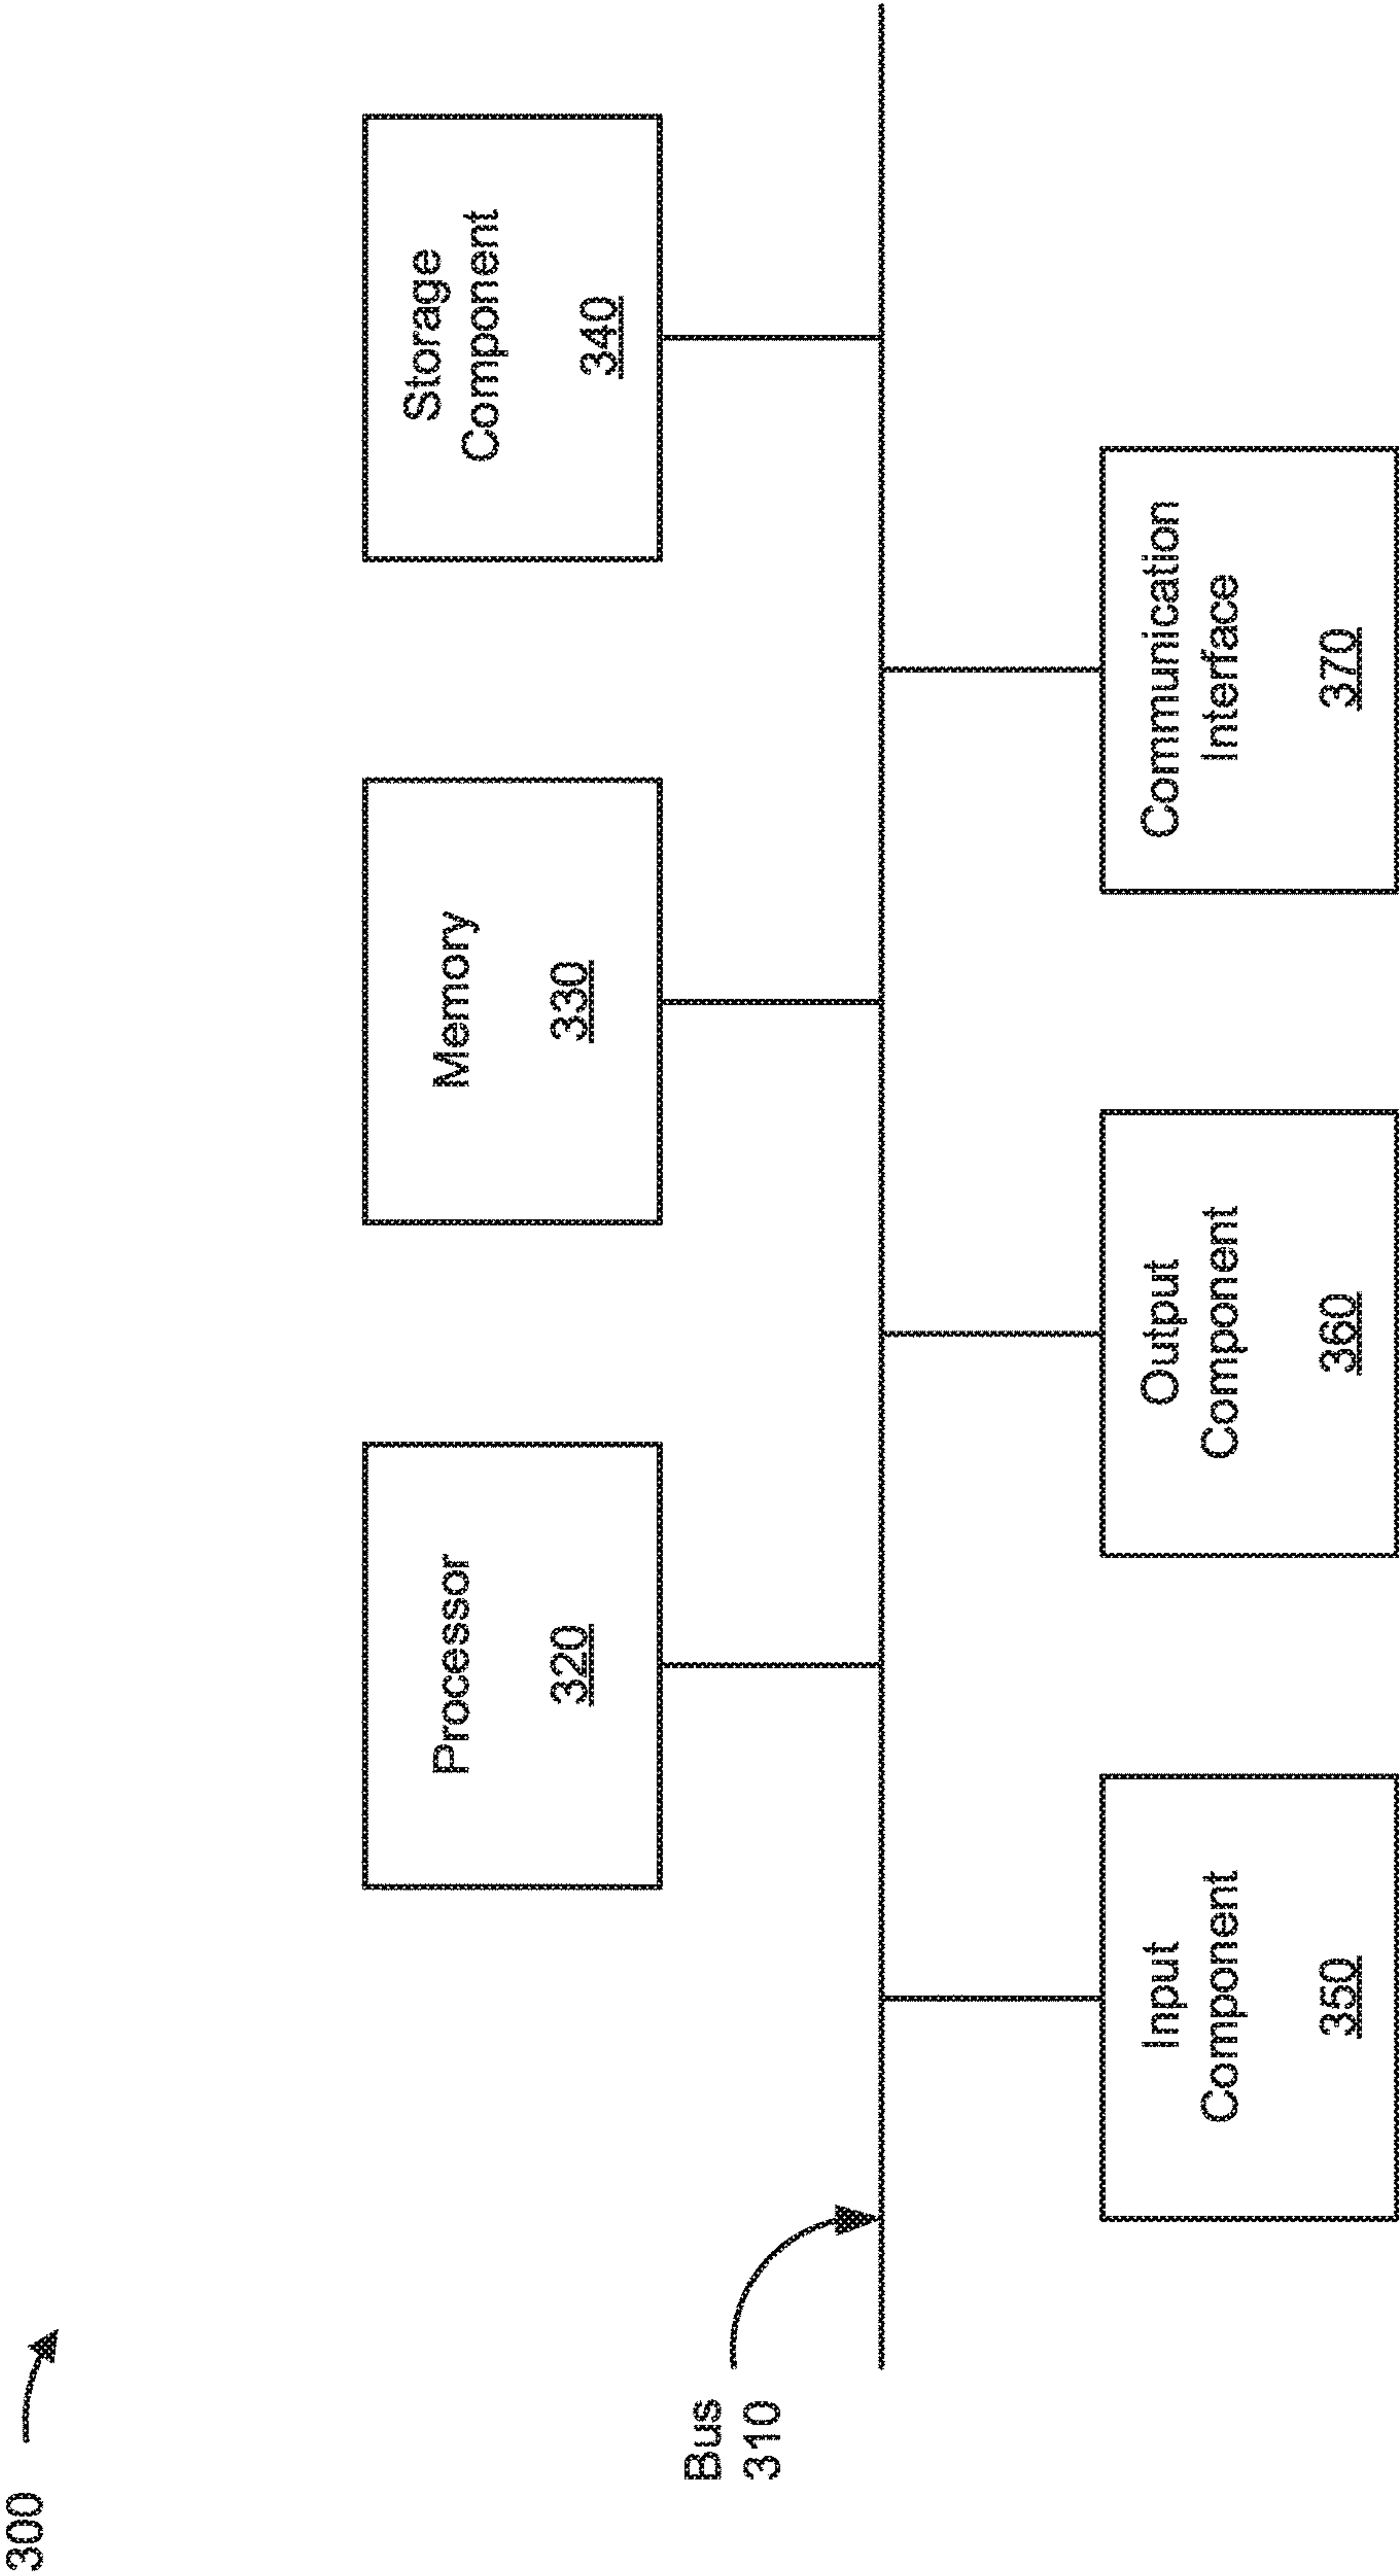 300
Bus
310
Processor
320
Memory
330
Storage
Component
340
Input
Component
350
Output
Component
360
Communication
Interface
370